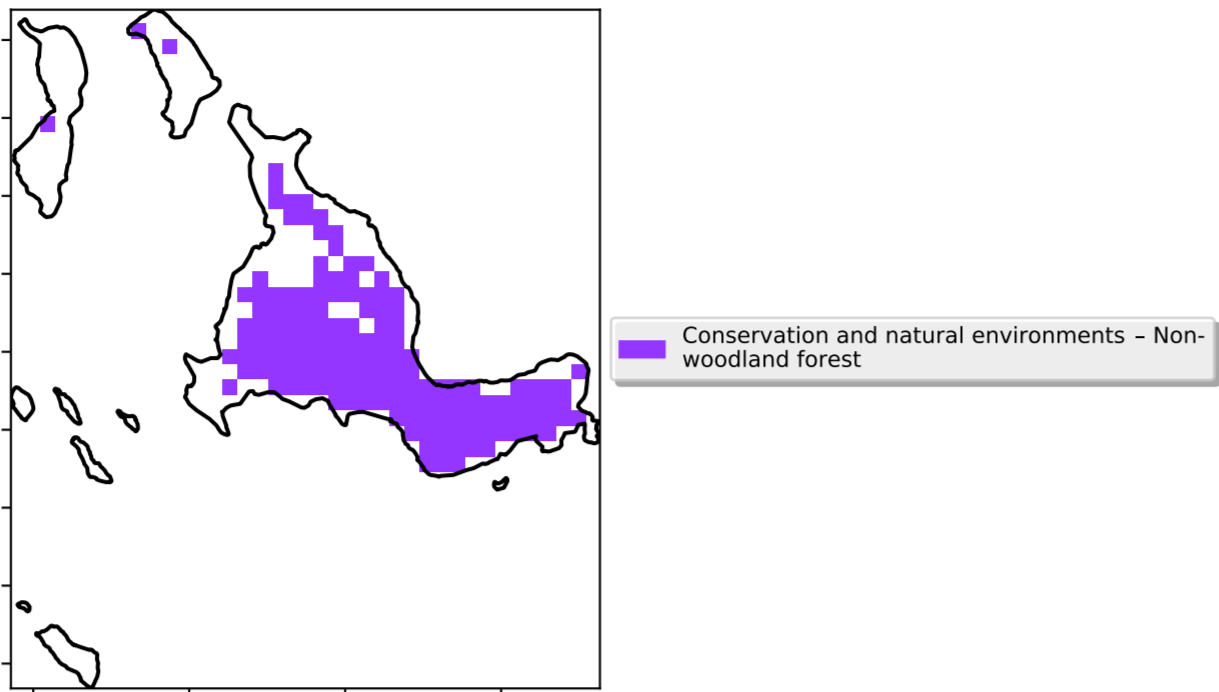 Conservation and natural environments – Non-
woodland forest